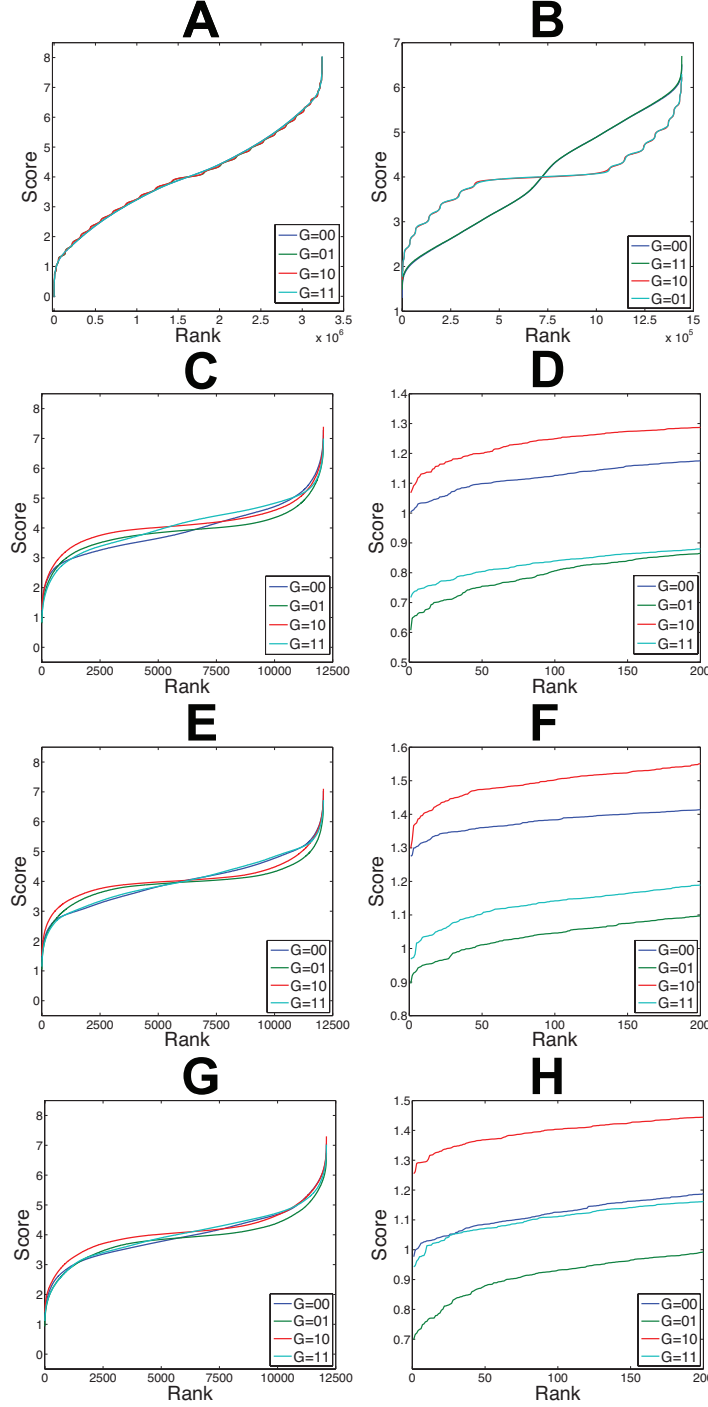 A
B
Score
8
7
6
5
4
3
2
1
0
G=00
G=01
G=10
G=11
0
0.5
1
1.5
2
2.5
3
3.5
Rank
x 10^6
Score
7
6
5
4
3
2
1
G=00
G=11
G=10
G=01
0
2.5
5
7.5
10
12.5
15
Rank
x 10^5
C
D
Score
8
7
6
5
4
3
2
1
0
G=00
G=01
G=10
G=11
0
2500
5000
7500
10000
12500
Rank
Score
1.4
1.3
1.2
1.1
1
0.9
0.8
0.7
0.6
0.5
G=00
G=01
G=10
G=11
0
50
100
150
200
Rank
E
F
Score
8
7
6
5
4
3
2
1
0
G=00
G=01
G=10
G=11
0
2500
5000
7500
10000
12500
Rank
Score
1.6
1.5
1.4
1.3
1.2
1.1
1
0.9
0.8
G=00
G=01
G=10
G=11
0
50
100
150
200
Rank
G
H
Score
8
7
6
5
4
3
2
1
0
G=00
G=01
G=10
G=11
0
2500
5000
7500
10000
12500
Rank
Score
1.5
1.4
1.3
1.2
1.1
1
0.9
0.8
0.7
G=00
G=01
G=10
G=11
0
50
100
150
200
Rank